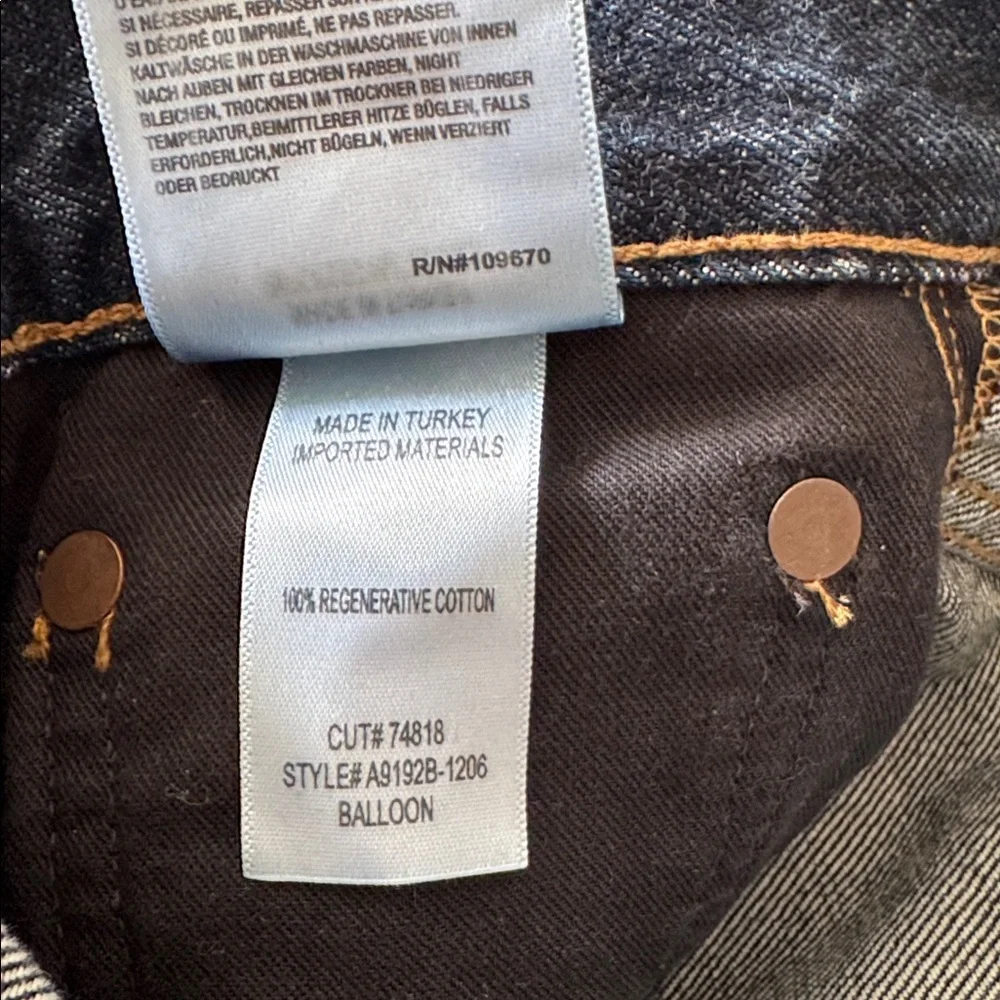 SI NÉCESSAIRE, REPASSER
SI DÉCORÉ OU IMPRIMÉ, NE PAS REPASSER.
KALTWÄSCHE IN DER WASCHMASCHINE VON INNEN
NACH AUßEN MIT GLEICHEN FARBEN, NIGHT
BLEICHEN, TROCKNEN IM TROCKNER BEI NIEDRIGER
TEMPERATUR,BEIMITTLERER HITZE BÜGLEN, FALLS
ERFORDERLICH,NICHT BÜGELN, WENN VERZIERT
ODER BEDRUCKT
R/N#109670
MADE IN TURKEY
IMPORTED MATERIALS
100% REGENERATIVE COTTON
CUT# 74818
STYLE# A9192B-1206
BALLOON